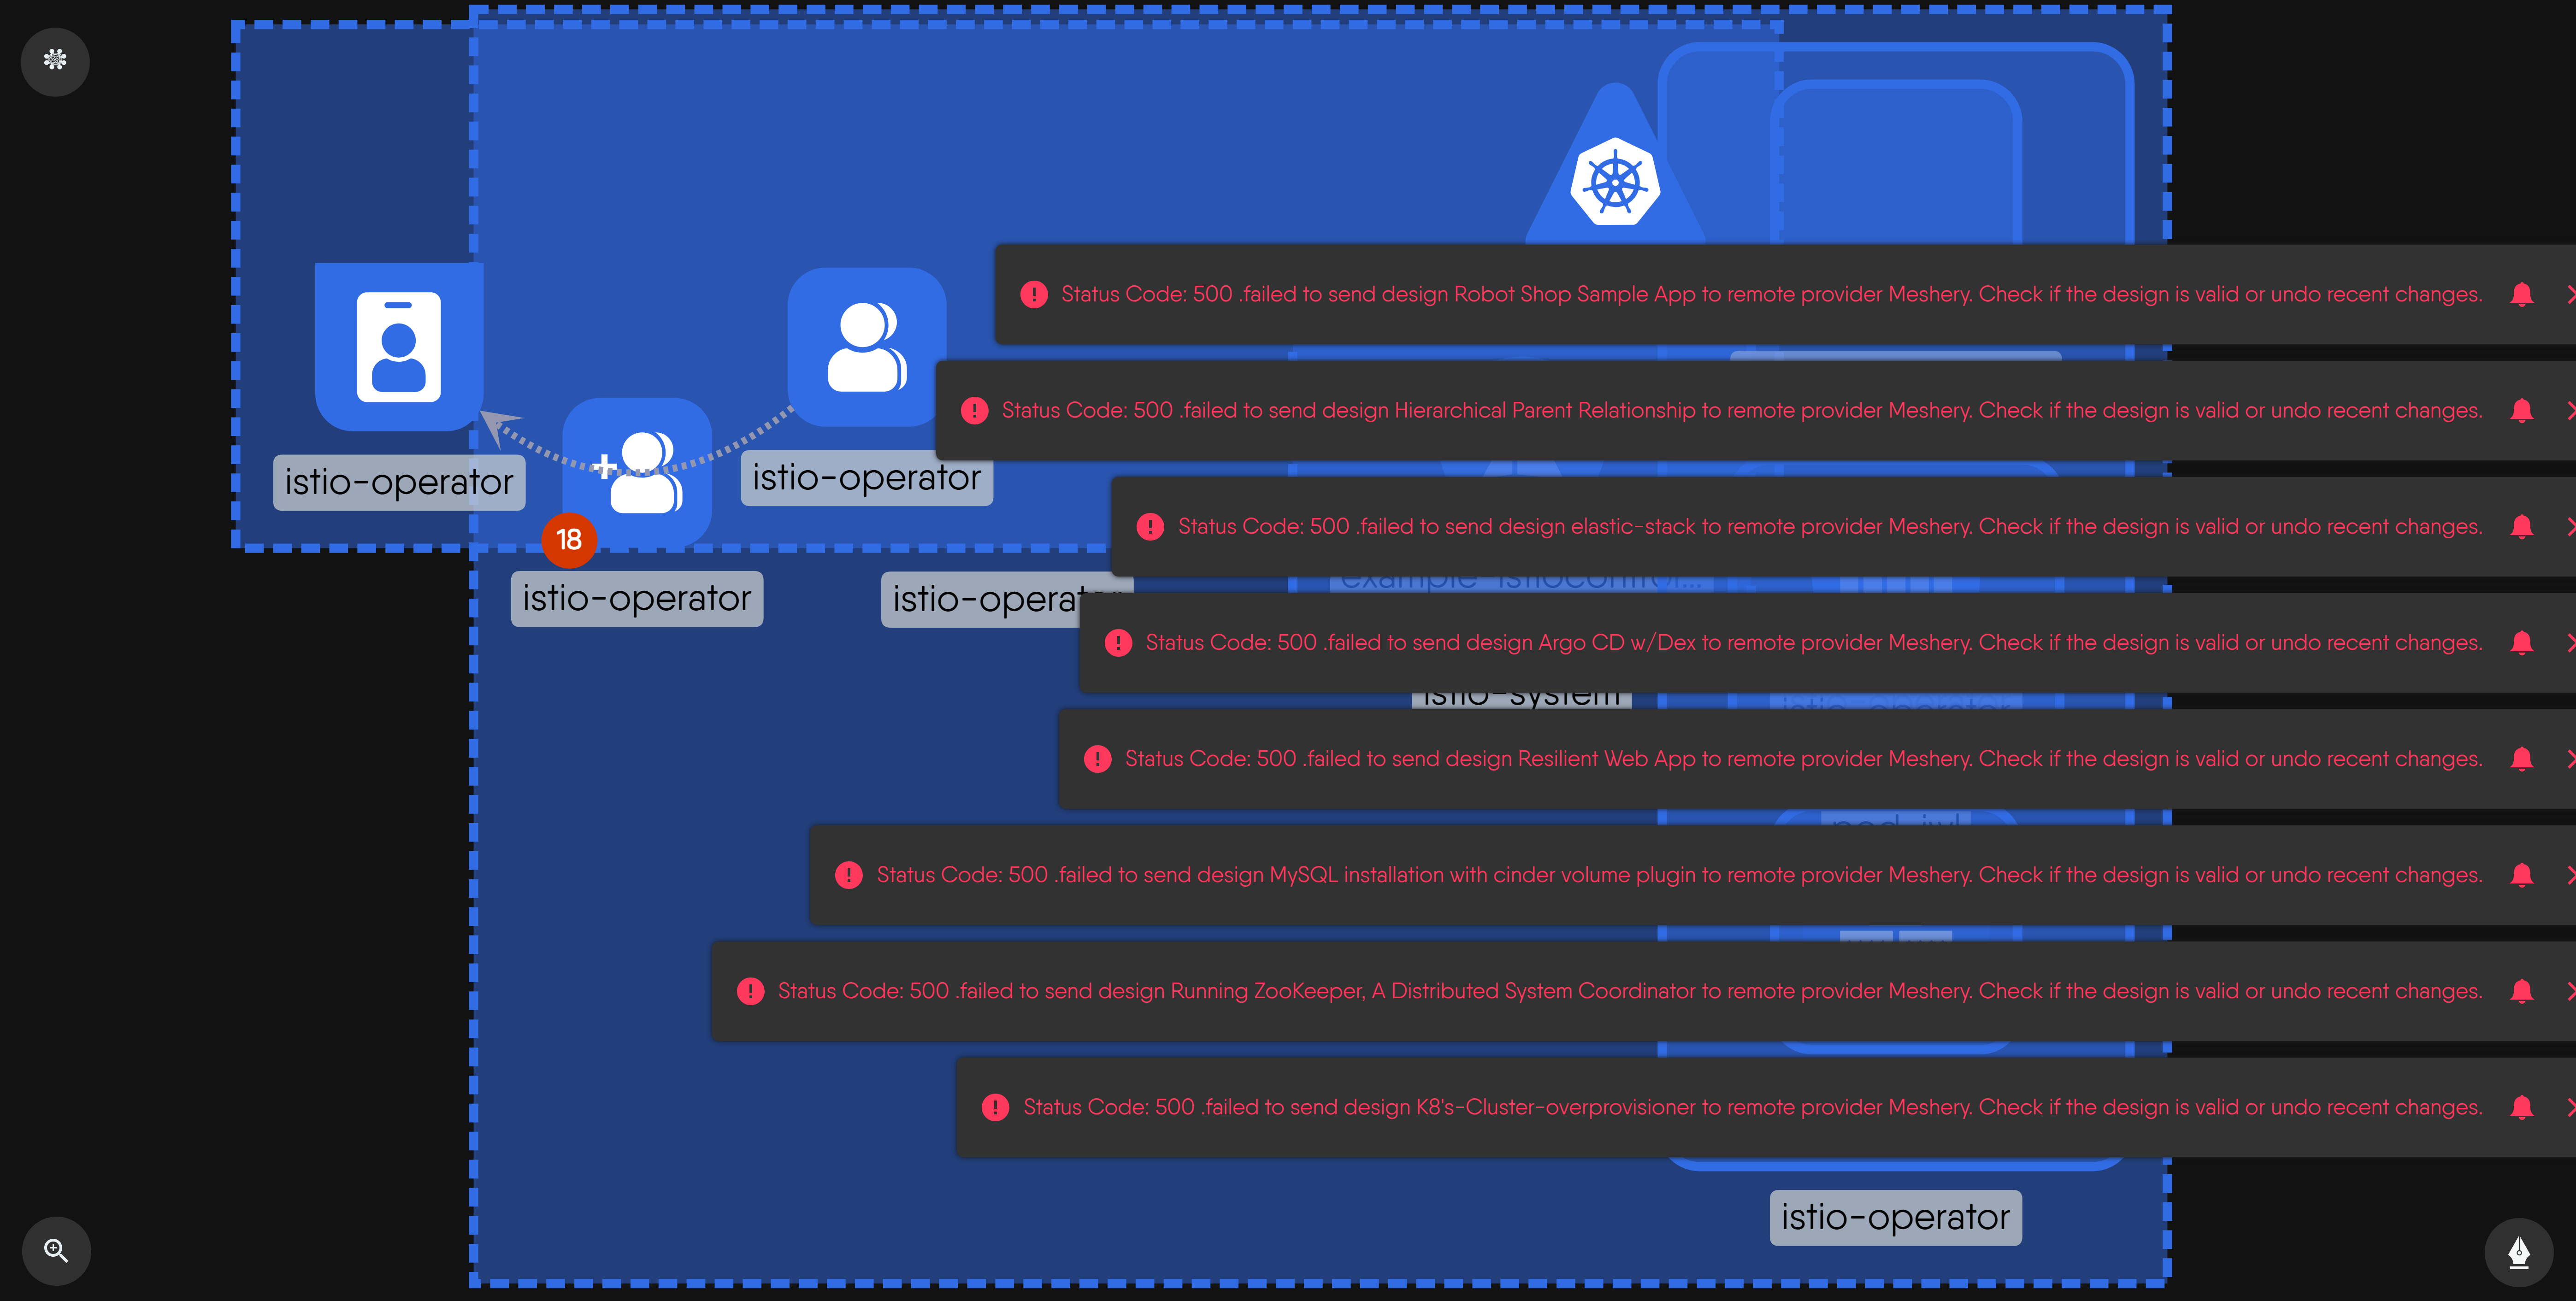 Status Code: 500 .failed to send design Robot Shop Sample App to remote provider Meshery. Check if the design is valid or undo recent changes.
Status Code: 500 .failed to send design Hierarchical Parent Relationship to remote provider Meshery. Check if the design is valid or undo recent changes.
istio-operator
istio-operator
Status Code: 500 .failed to send design elastic-stack to remote provider Meshery. Check if the design is valid or undo recent changes.
18
example-istiocontrol...
istio-operator
istio-operator
Status Code: 500 .failed to send design Argo CD w/Dex to remote provider Meshery. Check if the design is valid or undo recent changes.
istio-system
istio-operator
Status Code: 500 .failed to send design Resilient Web App to remote provider Meshery. Check if the design is valid or undo recent changes.
Status Code: 500 .failed to send design MySQL installation with cinder volume plugin to remote provider Meshery. Check if the design is valid or undo recent changes.
Status Code: 500 .failed to send design Running ZooKeeper, A Distributed System Coordinator to remote provider Meshery. Check if the design is valid or undo recent changes.
Status Code: 500 .failed to send design K8's-Cluster-overprovisioner to remote provider Meshery. Check if the design is valid or undo recent changes.
istio-operator